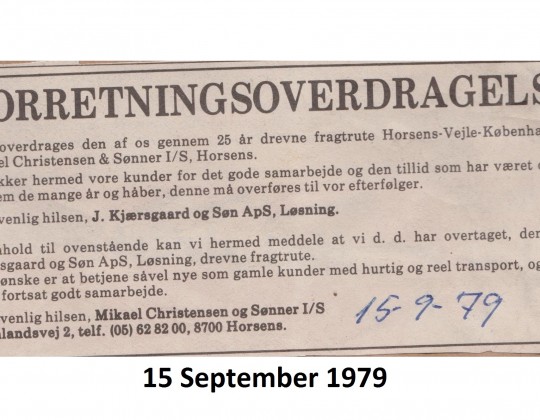 ORRETNINGSOVERDRAGELS
overdrages den af os gennem 25 år drevne fragtrute Horsens-Vejle-Københa
el Christensen & Sønner I/S, Horsens.
kker hermed vore kunder for det gode samarbejde og den tillid som har været
em de mange år og håber, denne må overføres til vor efterfølger.
venlig hilsen, J. Kjærsgaard og Søn ApS, Løsning.
nhold til ovenstående kan vi hermed meddele at vi d. d. har overtaget, der
sgaard og Søn ApS, Løsning, drevne fragtrute.
ønske er at betjene såvel nye som gamle kunder med hurtig og reel transport, og
fortsat godt samarbejde.
venlig hilsen, Mikael Christensen og Sønner I/S
nlandsvej 2, telf. (05) 62 82 00, 8700 Horsens.
15-9-79
15 September 1979